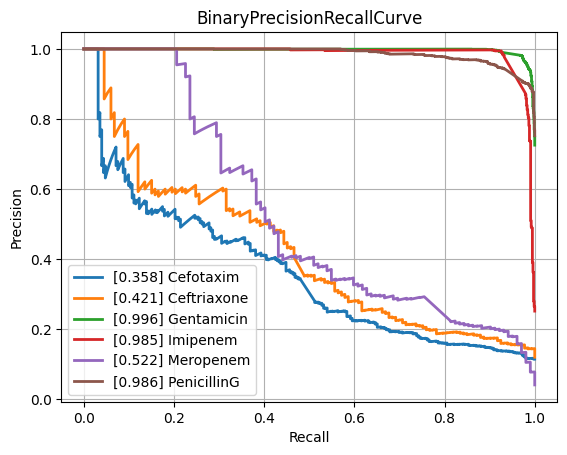 BinaryPrecisionRecallCurve
1.0
0.8
0.6
0.4
0.2
0.0
Precision
[0.358] Cefotaxim
[0.421] Ceftriaxone
[0.996] Gentamicin
[0.985] Imipenem
[0.522] Meropenem
[0.986] PenicillinG
0.0 0.2 0.4 0.6 0.8 1.0
Recall